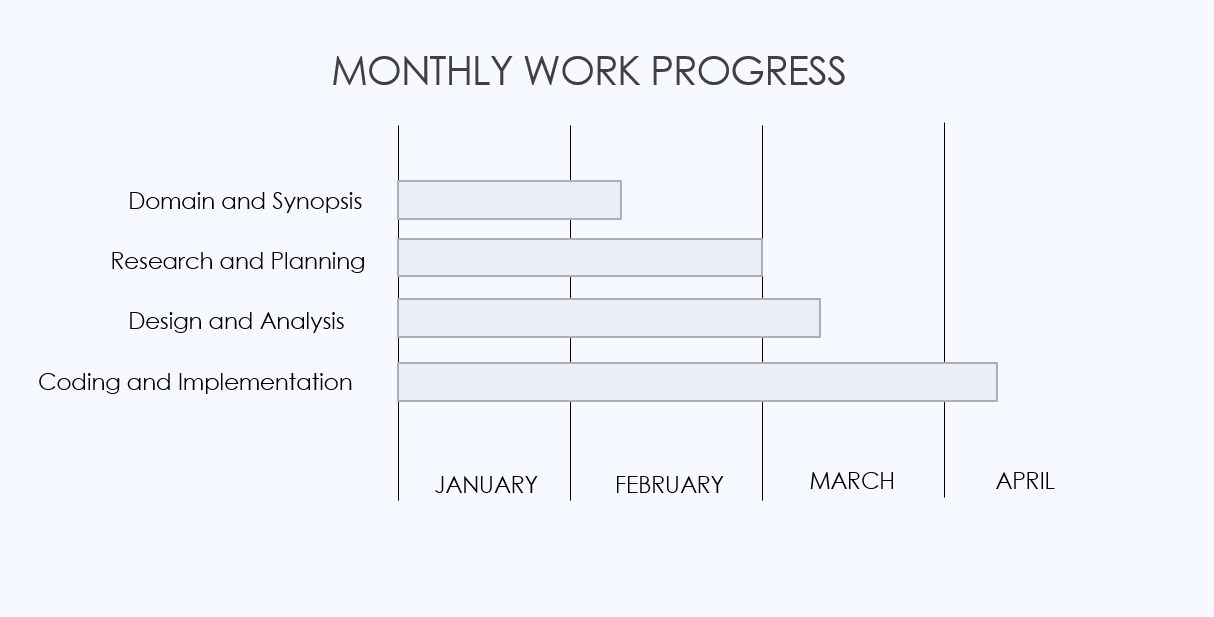 MONTHLY WORK PROGRESS
Domain and Synopsis
Research and Planning
Design and Analysis
Coding and Implementation
JANUARY FEBRUARY MARCH APRIL